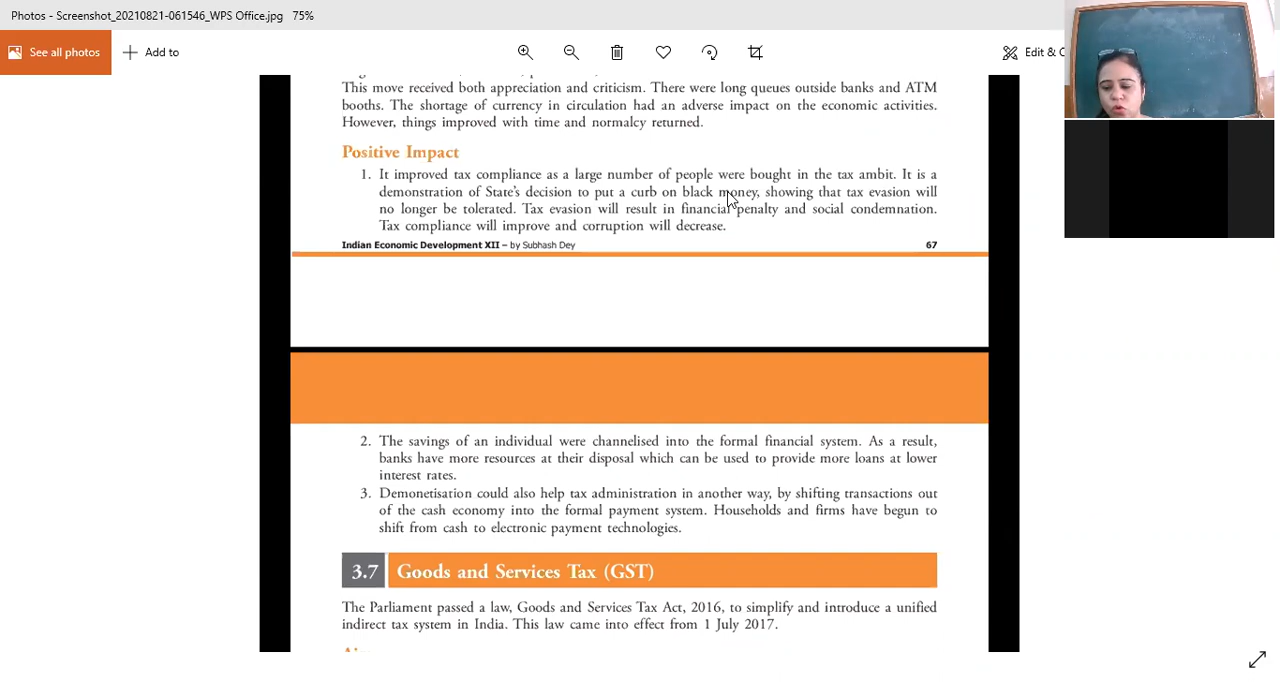 Photos - Screenshot_20210821-061546_WPS Office.jpg 75%
See all photos
Add to
Edit & C
This move received both appreciation and criticism. There were long queues outside banks and ATM
booths. The shortage of currency in circulation had an adverse impact on the economic activities.
However, things improved with time and normalcy returned.
Positive Impact
1. It improved tax compliance as a large number of people were bought in the tax ambit. It is a
demonstration of State's decision to put a curb on black money, showing that tax evasion will
no longer be tolerated. Tax evasion will result in financial penalty and social condemnation.
Tax compliance will improve and corruption will decrease.
Indian Economic Development XII – by Subhash Dey 67
2. The savings of an individual were channelised into the formal financial system. As a result,
banks have more resources at their disposal which can be used to provide more loans at lower
interest rates.
3. Demonetisation could also help tax administration in another way, by shifting transactions out
of the cash economy into the formal payment system. Households and firms have begun to
shift from cash to electronic payment technologies.
3.7 Goods and Services Tax (GST)
The Parliament passed a law, Goods and Services Tax Act, 2016, to simplify and introduce a unified
indirect tax system in India. This law came into effect from 1 July 2017.